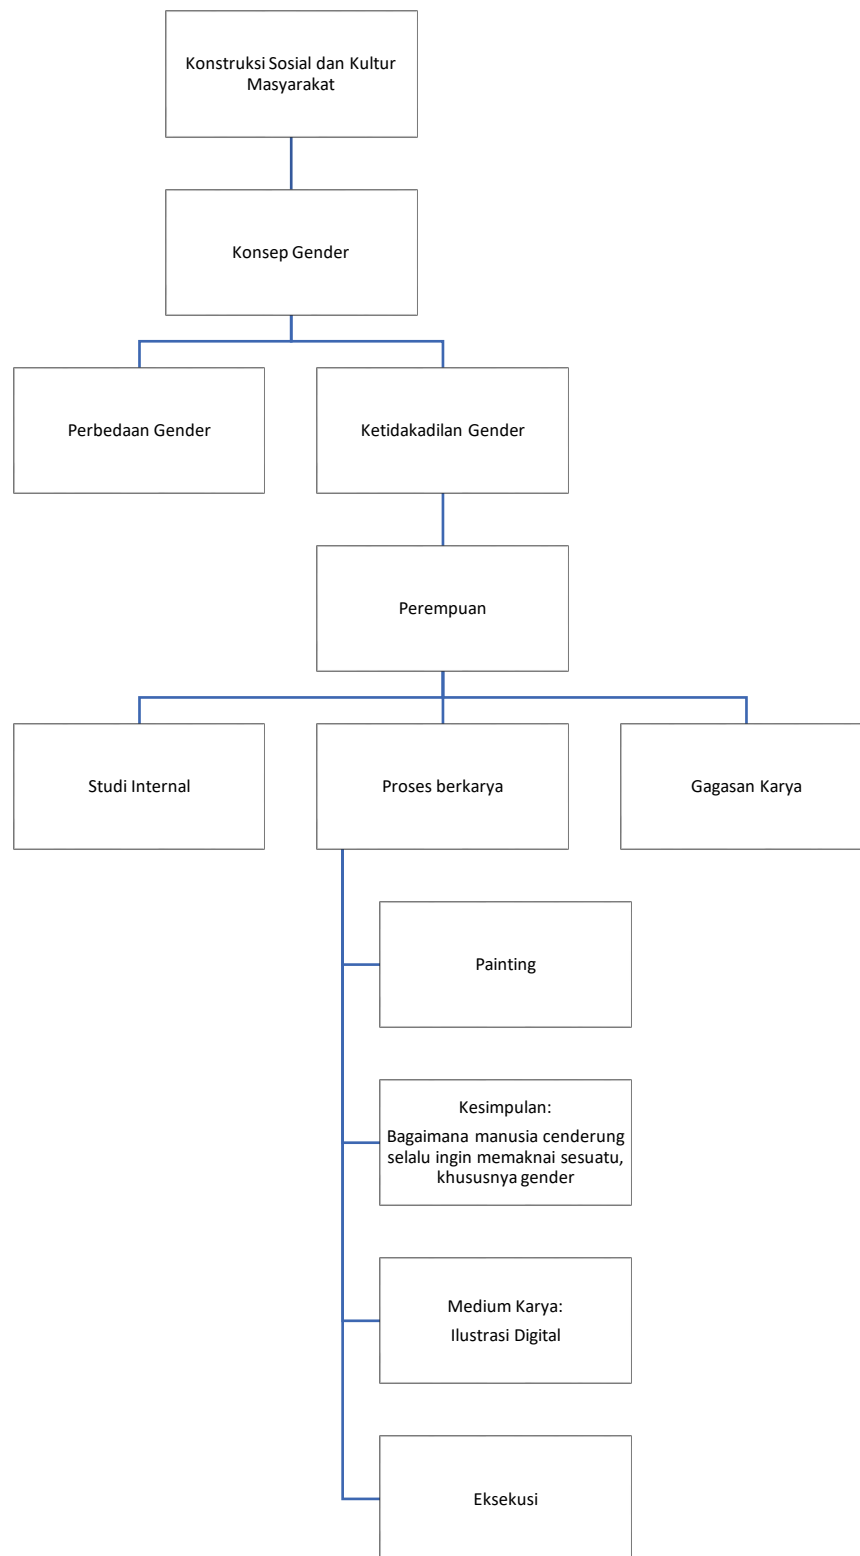 Konstruksi Sosial dan Kultur
Masyarakat
Konsep Gender
Perbedaan Gender
Ketidakadilan Gender
Perempuan
Studi Internal
Proses berkarya
Gagasan Karya
Painting
Kesimpulan:
Bagaimana manusia cenderung
selalu ingin memaknai sesuatu,
khususnya gender
Medium Karya:
Ilustrasi Digital
Eksekusi